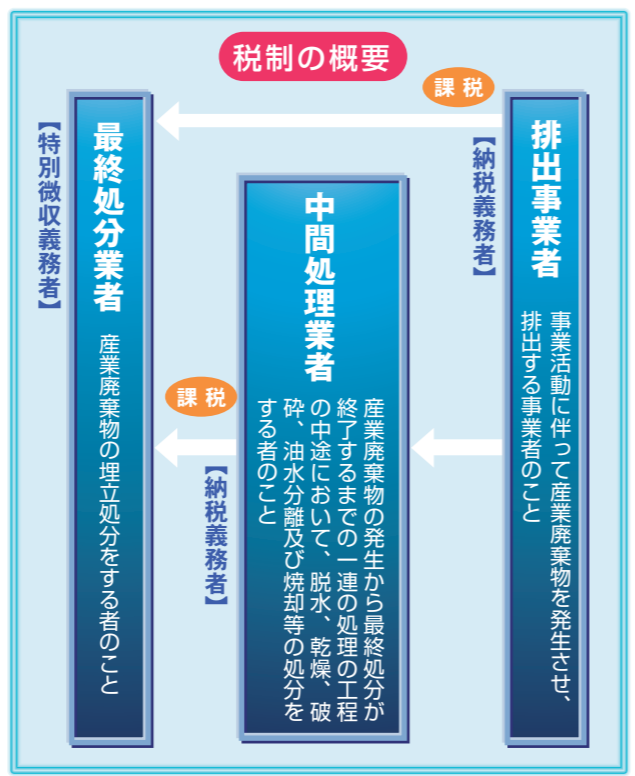 税制の概要
課税
排出事業者
【納税義務者】
事業活動に伴って産業廃棄物を発生させ、
排出する事業者のこと
中間処理業者
産業廃棄物の発生から最終処分が
終了するまでの一連の処理の工程
の中途において、脱水、乾燥、破
砕、油水分離及び焼却等の処分を
する者のこと
課税
【納税義務者】
最終処分業者
【特別徴収義務者】
産業廃棄物の埋立処分をする者のこと